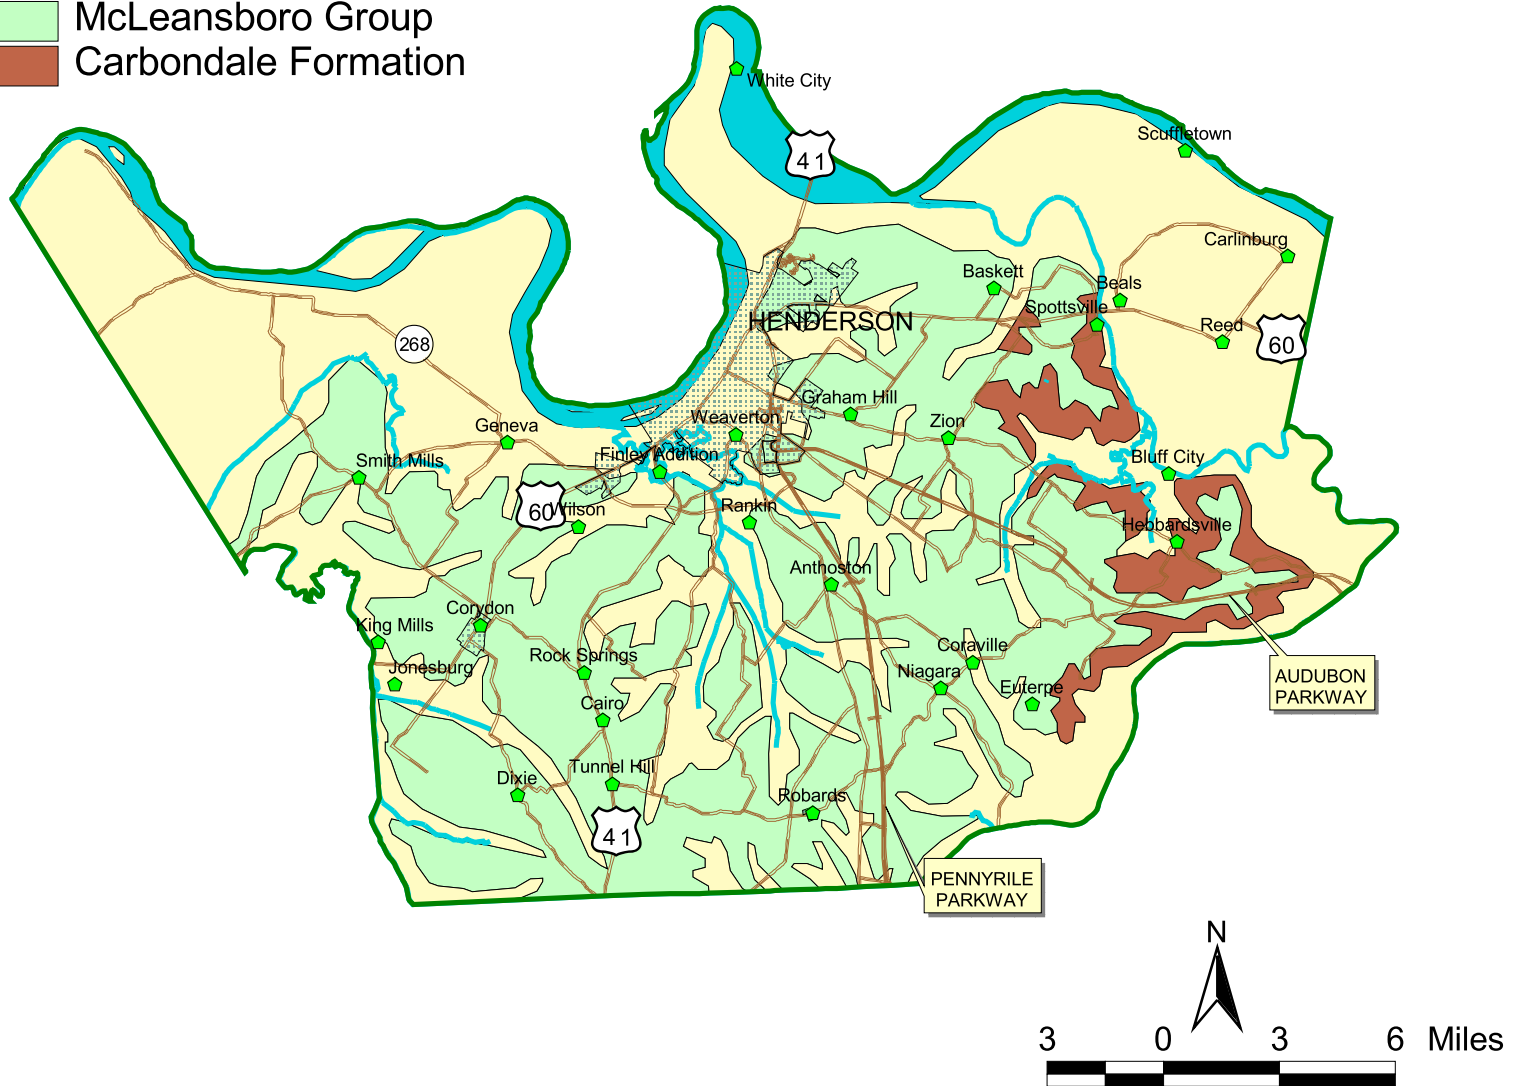 McLeansboro Group
Carbondale Formation
White City
41
Scuffletown
Carlinburg
Baskett
Beals
Spottsville
HENDERSON
Reed
60
268
Graham Hill
Weaverton
Zion
Geneva
Finley Addition
Smith Mills
Bluff City
60
Wilson
Rankin
Hebbardsville
Anthoston
Corydon
King Mills
Rock Springs
Coraville
Jonesburg
Niagara
Euterpe
AUDUBON
PARKWAY
Cairo
Dixie
Tunnel Hill
Robards
41
PENNYRILE
PARKWAY
N
3 0 3 6 Miles